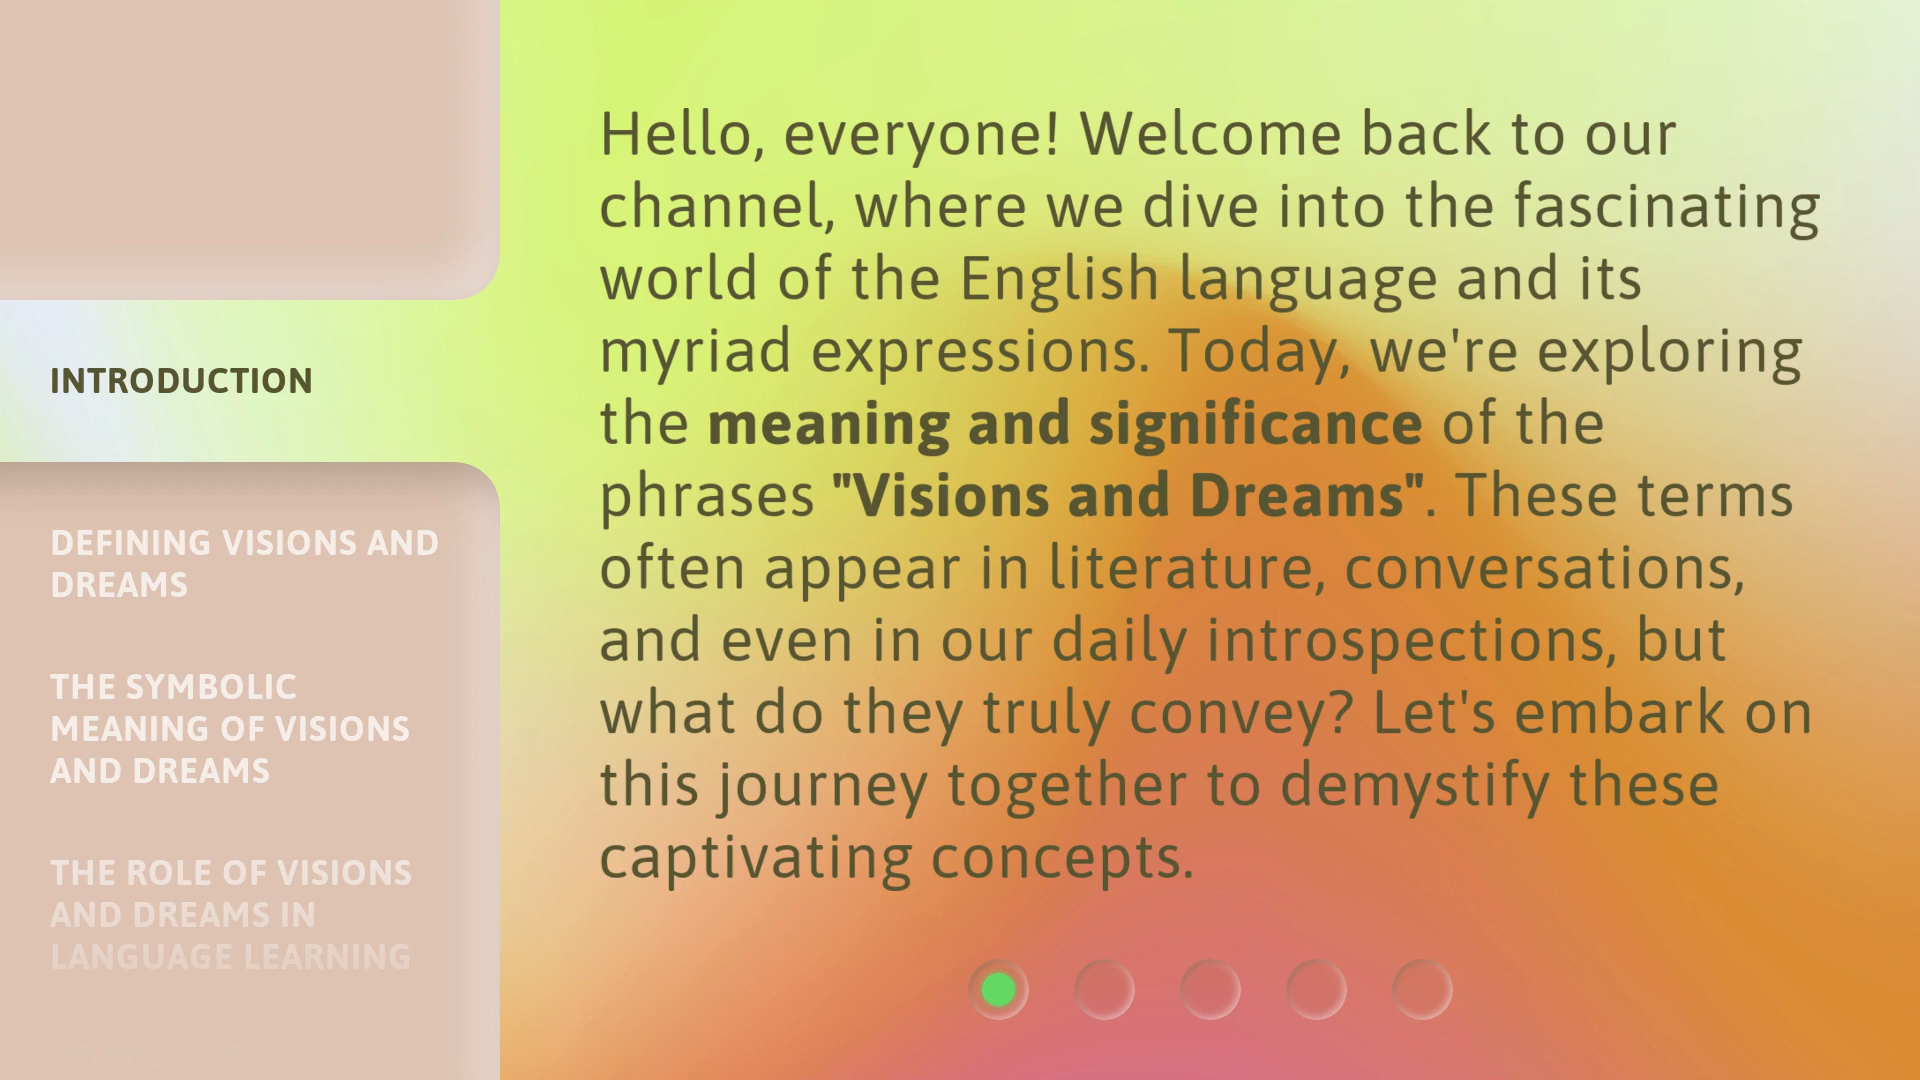 INTRODUCTION
DEFINING VISIONS AND
DREAMS
THE SYMBOLIC
MEANING OF VISIONS
AND DREAMS
THE ROLE OF VISIONS
AND DREAMS IN
LANGUAGE LEARNING
CONCLUSION
Hello, everyone! Welcome back to our
channel, where we dive into the fascinating
world of the English language and its
myriad expressions. Today, we're exploring
the meaning and significance of the
phrases "Visions and Dreams". These terms
often appear in literature, conversations,
and even in our daily introspections, but
what do they truly convey? Let's embark on
this journey together to demystify these
captivating concepts.